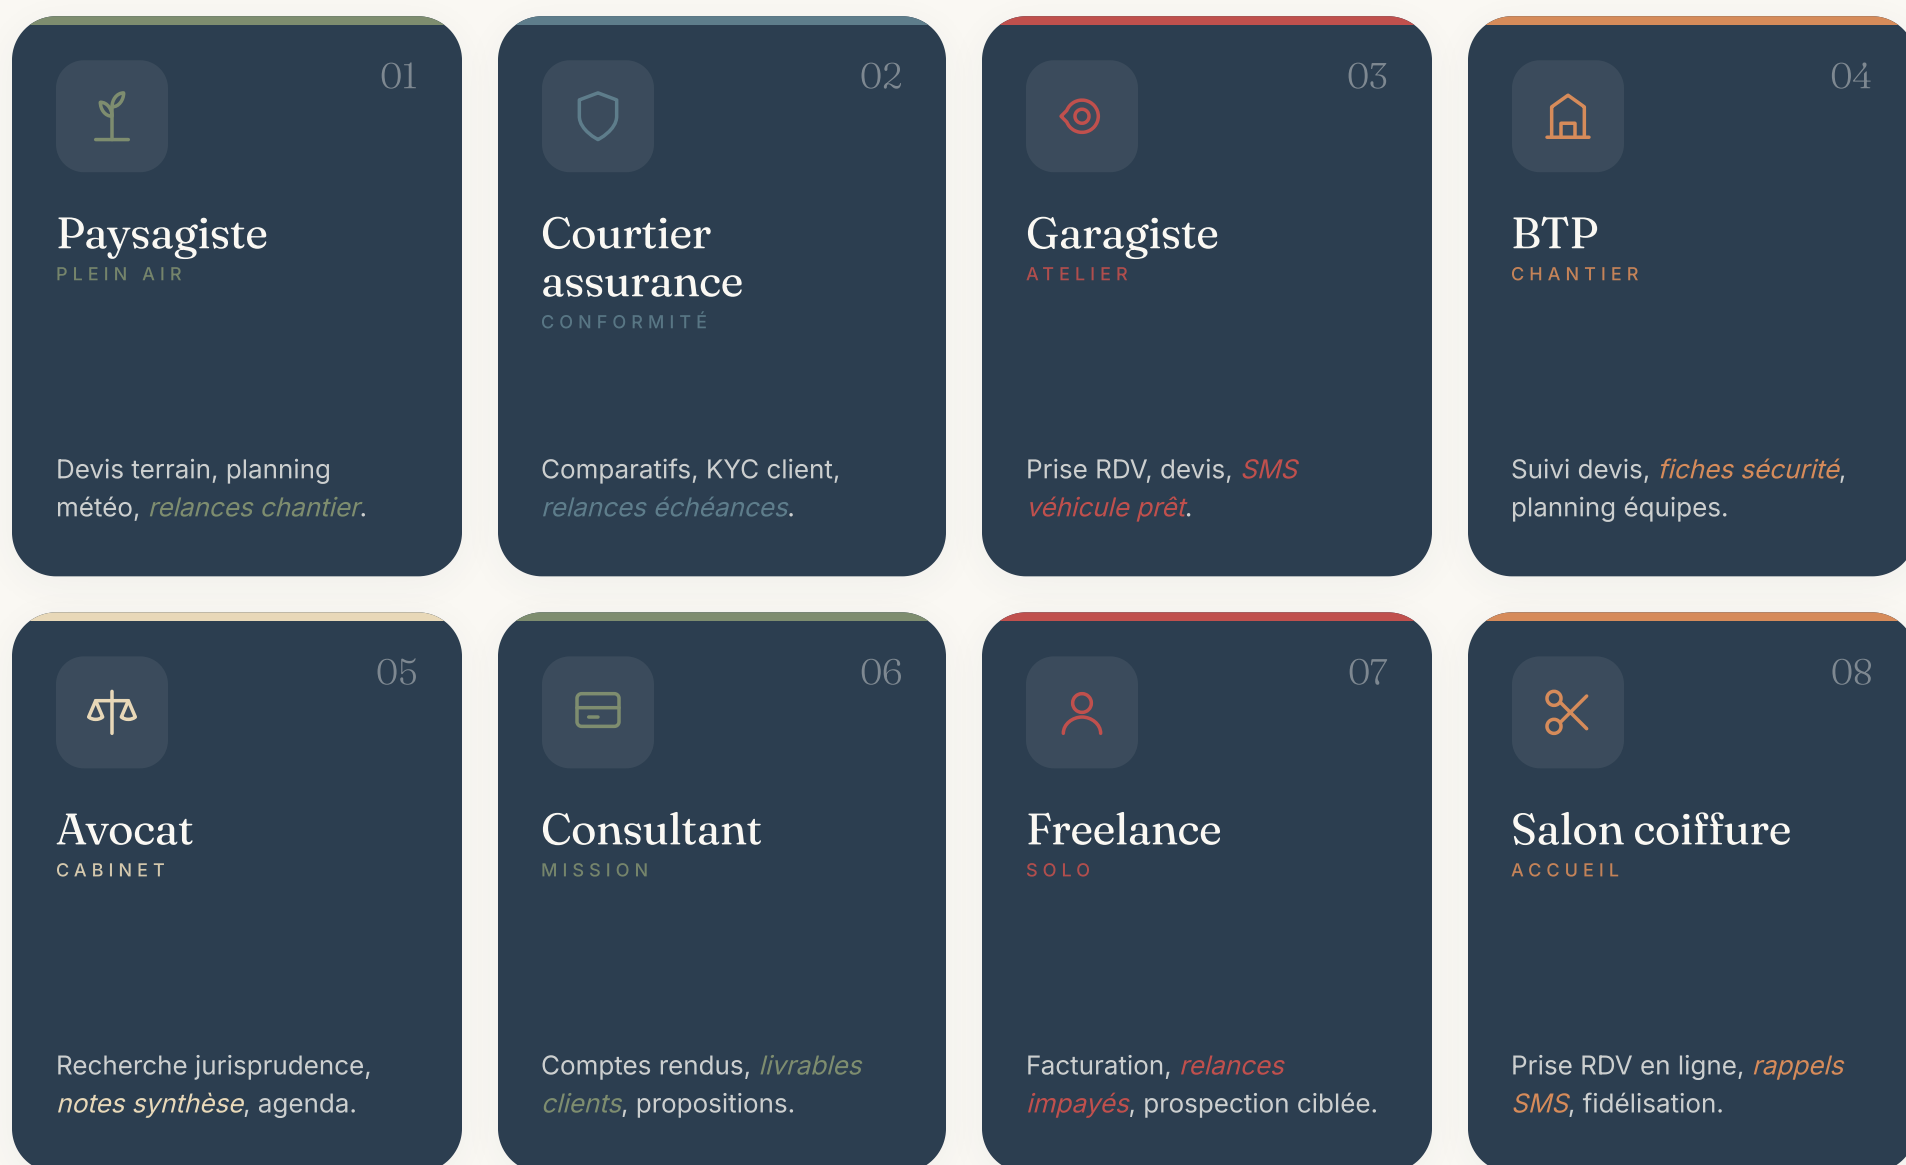 01
Paysagiste
PLEIN AIR
Devis terrain, planning
météo, relances chantier.
02
Courtier
assurance
CONFORMITÉ
Comparatifs, KYC client,
relances échéances.
03
Garagiste
ATELIER
Prise RDV, devis, SMS
véhicule prêt.
04
BTP
CHANTIER
Suivi devis, fiches sécurité,
planning équipes.
05
Avocat
CABINET
Recherche jurisprudence,
notes synthèse, agenda.
06
Consultant
MISSION
Comptes rendus, livrables
clients, propositions.
07
Freelance
SOLO
Facturation, relances
impayés, prospection ciblée.
08
Salon coiffure
ACCUEIL
Prise RDV en ligne, rappels
SMS, fidélisation.